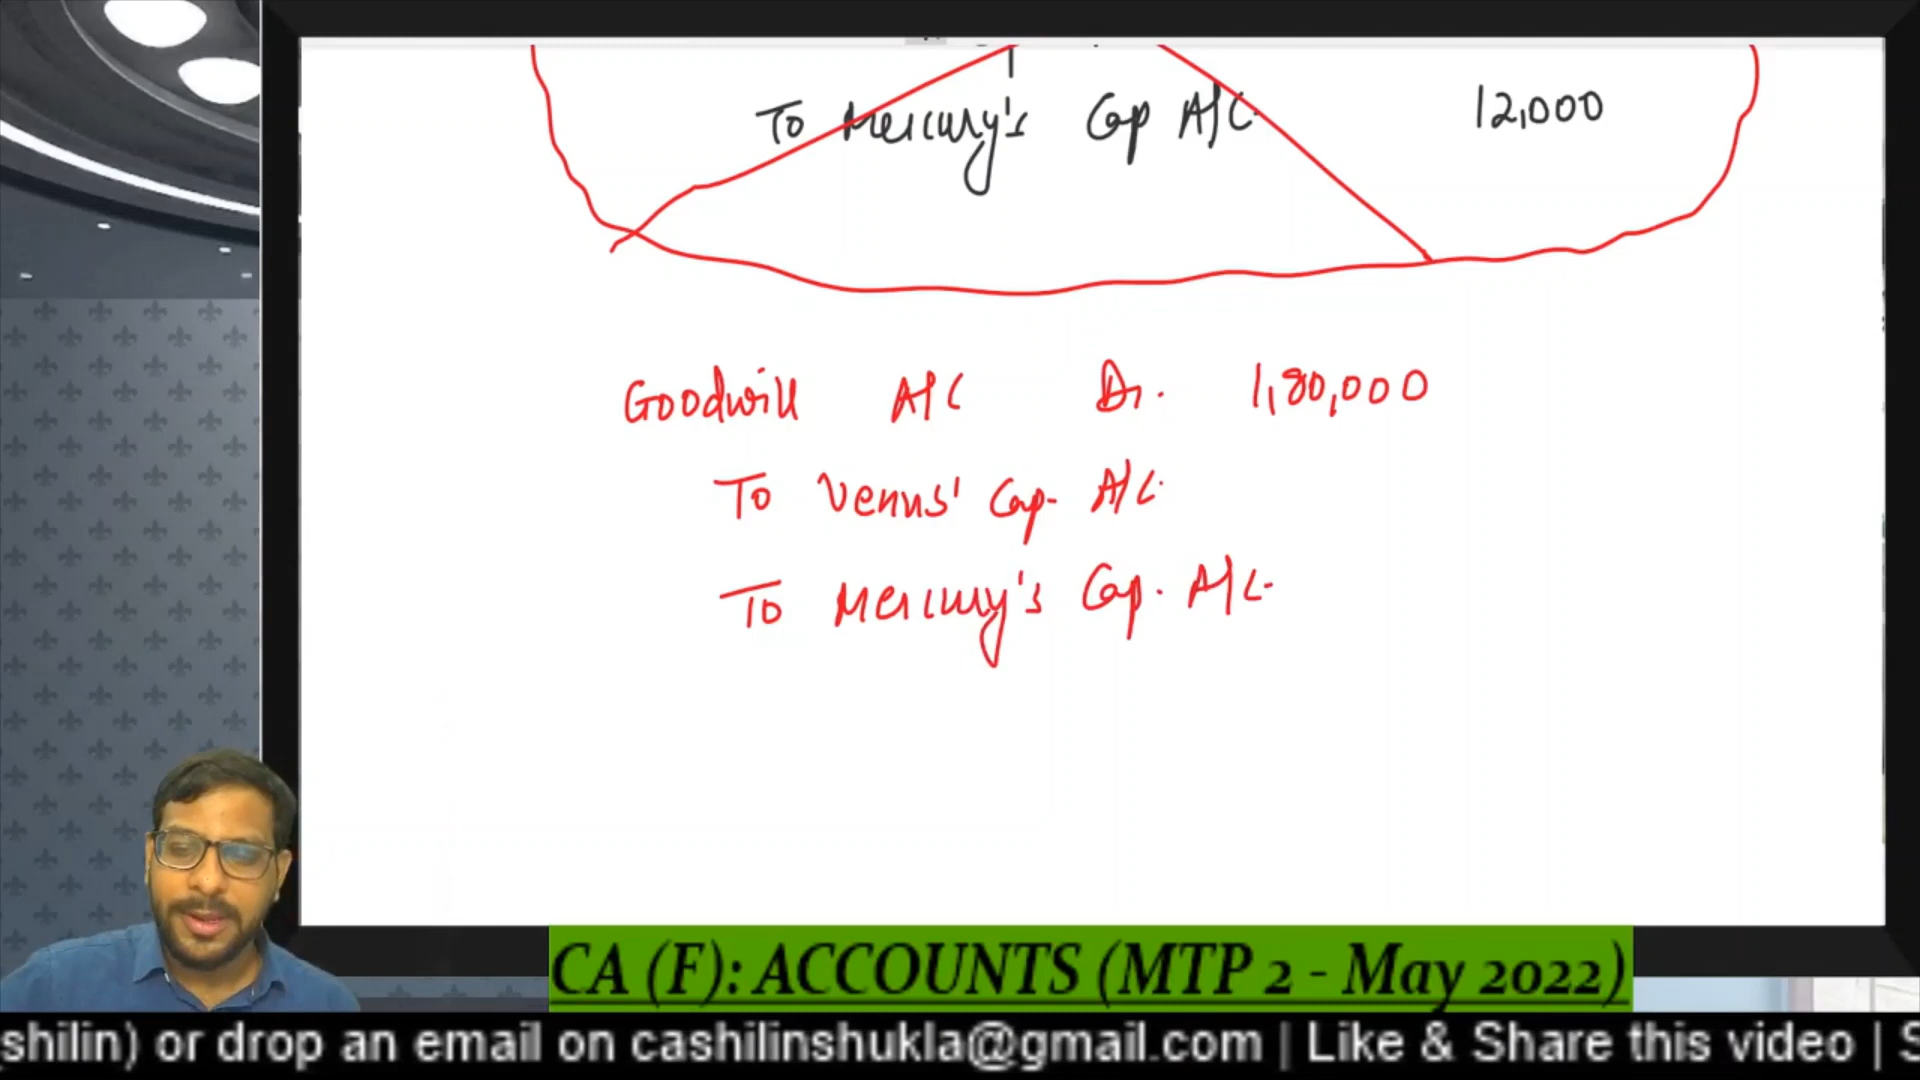 To Mercury's Cap A/C 12,000
Goodwill A/C Dr. 1,80,000
To Venus' Cap. A/C.
To Mercury's Cap. A/C.
CA (F): ACCOUNTS (MTP 2 - May 2022)
shilin) or drop an email on cashilinshukla@gmail.com | Like & Share this video | S